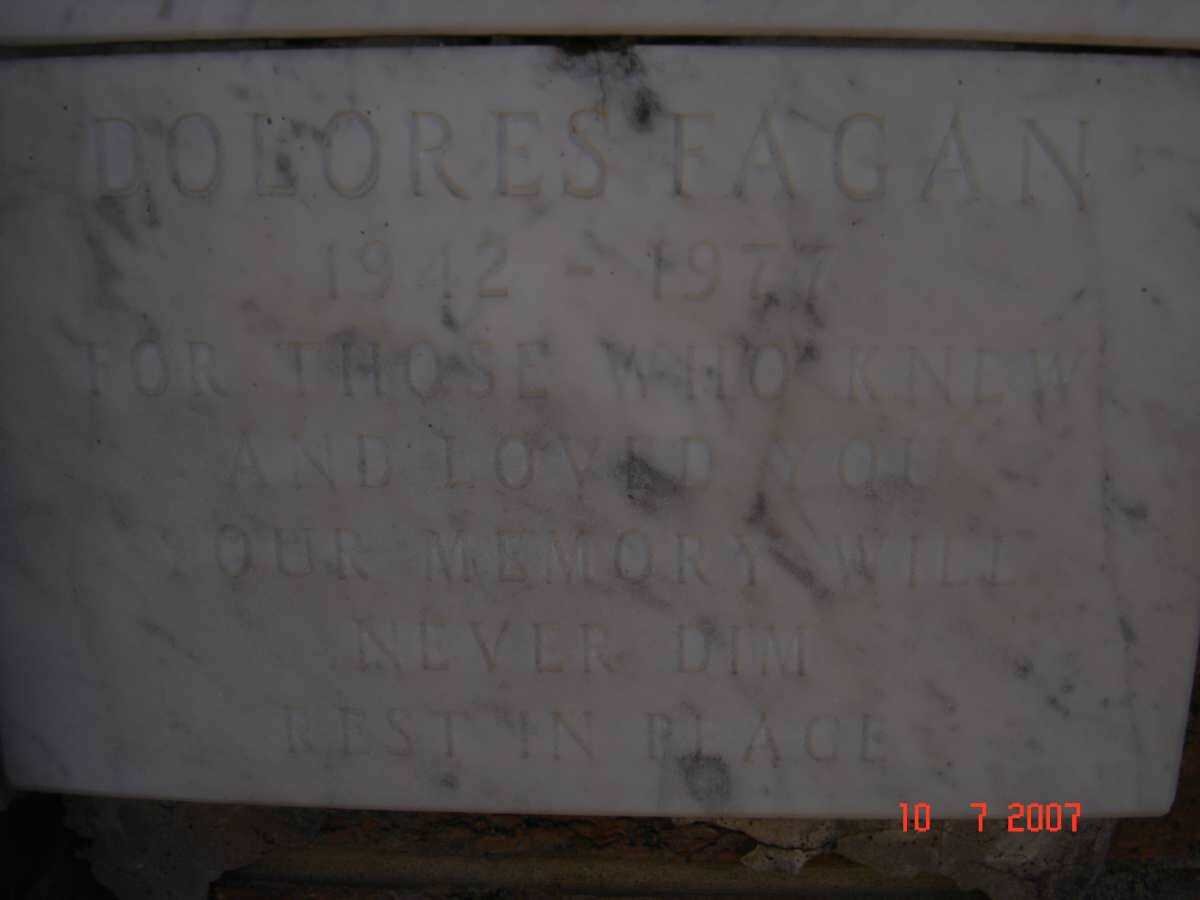 DOLORES FAGAN
1942 - 1977
FOR THOSE WHO KNEW
AND LOVED YOU
YOUR MEMORY WILL
NEVER DIM
REST IN PEACE
10 7 2007